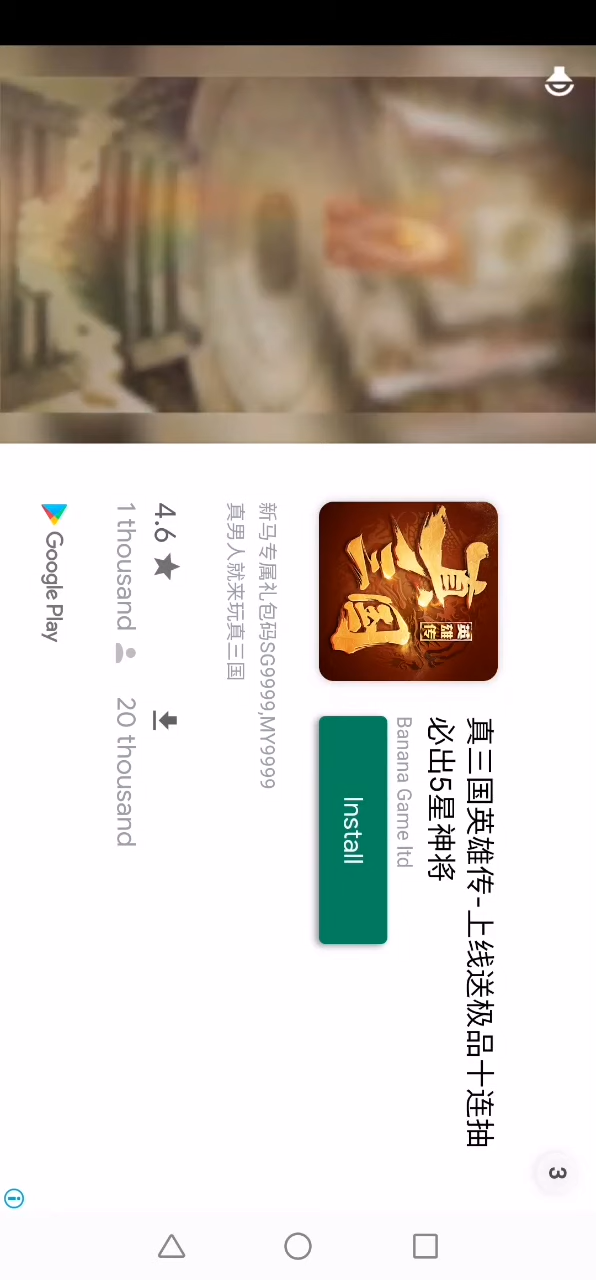 3
真三国
英雄传
真三国英雄传-上线送极品十连抽
必出5星神将
Banana Game ltd
Install
新马专属礼包码SG9999,MY9999
真男人就来玩真三国
4.6
1 thousand
20 thousand
Google Play